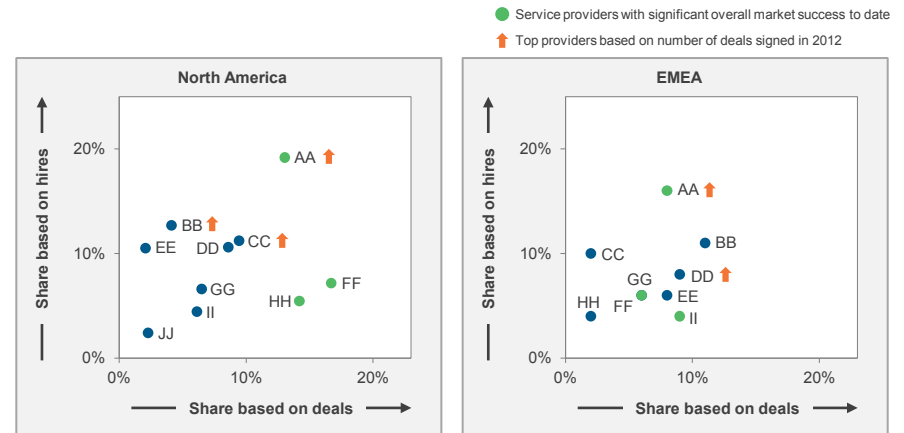 Service providers with significant overall market success to date
Top providers based on number of deals signed in 2012
North America
Share based on hires
20%
10%
0%
AA
BB
CC
EE
DD
FF
GG
HH
II
JJ
0%
10%
20%
Share based on deals
EMEA
Share based on hires
20%
10%
0%
AA
BB
CC
DD
GG
EE
HH
FF
II
0%
10%
20%
Share based on deals